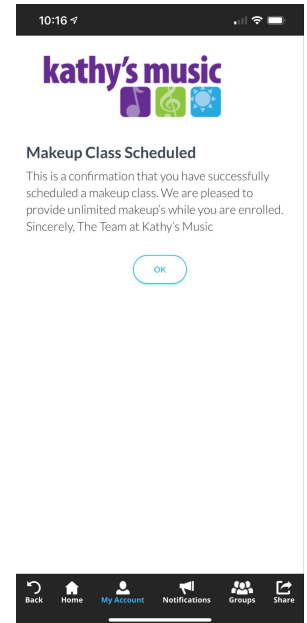 10:16
kathy's music
Makeup Class Scheduled
This is a confirmation that you have successfully
scheduled a makeup class. We are pleased to
provide unlimited makeup's while you are enrolled.
Sincerely, The Team at Kathy's Music
OK
Back Home My Account Notifications Groups Share